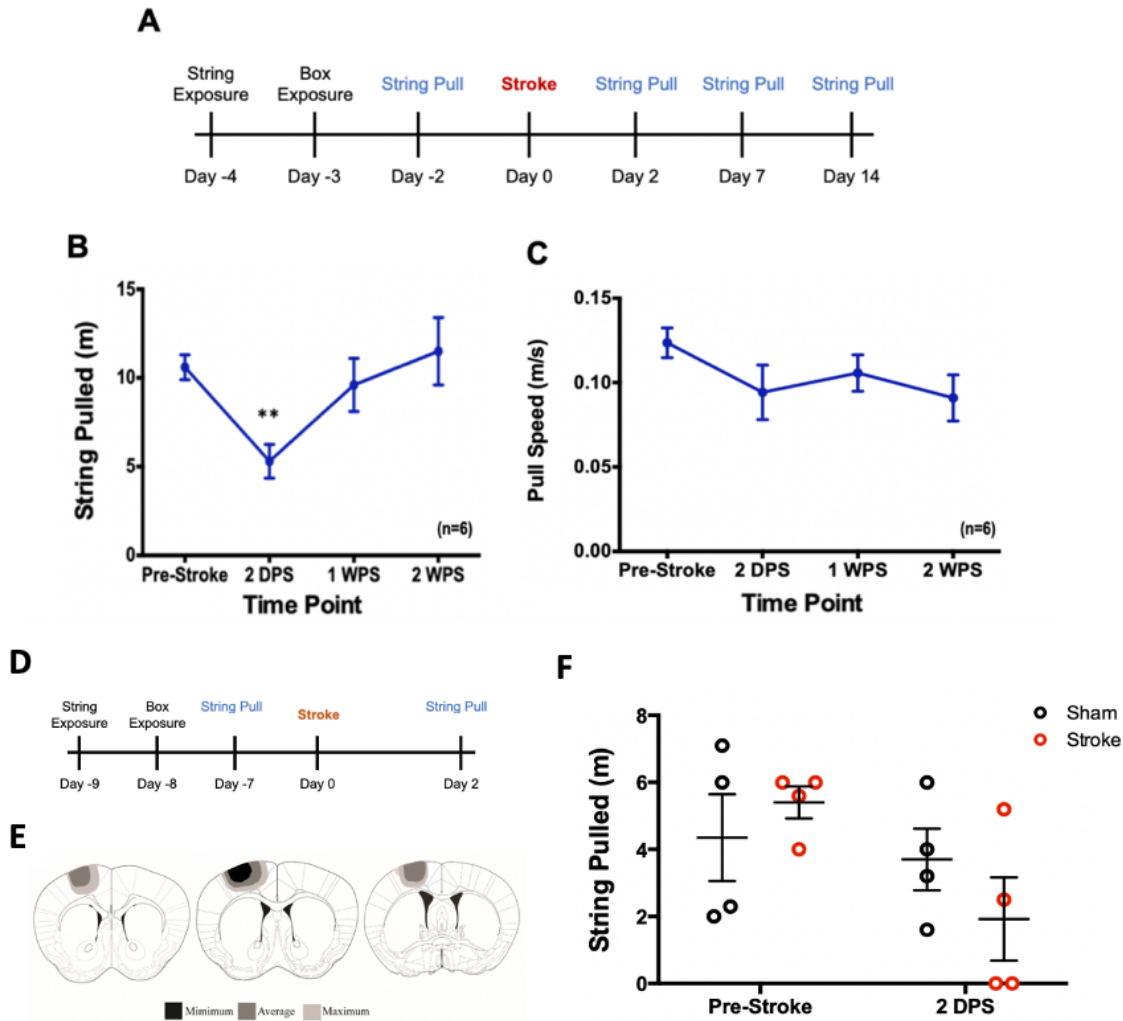 A
String Exposure
Box Exposure
String Pull
Stroke
String Pull
String Pull
String Pull
Day -4
Day -3
Day -2
Day 0
Day 2
Day 7
Day 14
B
String Pulled (m)
15
10
5
0
**
(n=6)
Pre-Stroke
2 DPS
1 WPS
2 WPS
Time Point
C
Pull Speed (m/s)
0.15
0.10
0.05
0.00
(n=6)
Pre-Stroke
2 DPS
1 WPS
2 WPS
Time Point
D
String Exposure
Box Exposure
String Pull
Stroke
String Pull
Day -9
Day -8
Day -7
Day 0
Day 2
E
Mimimum
Average
Maximum
F
Sham
Stroke
String Pulled (m)
8
6
4
2
0
Pre-Stroke
2 DPS